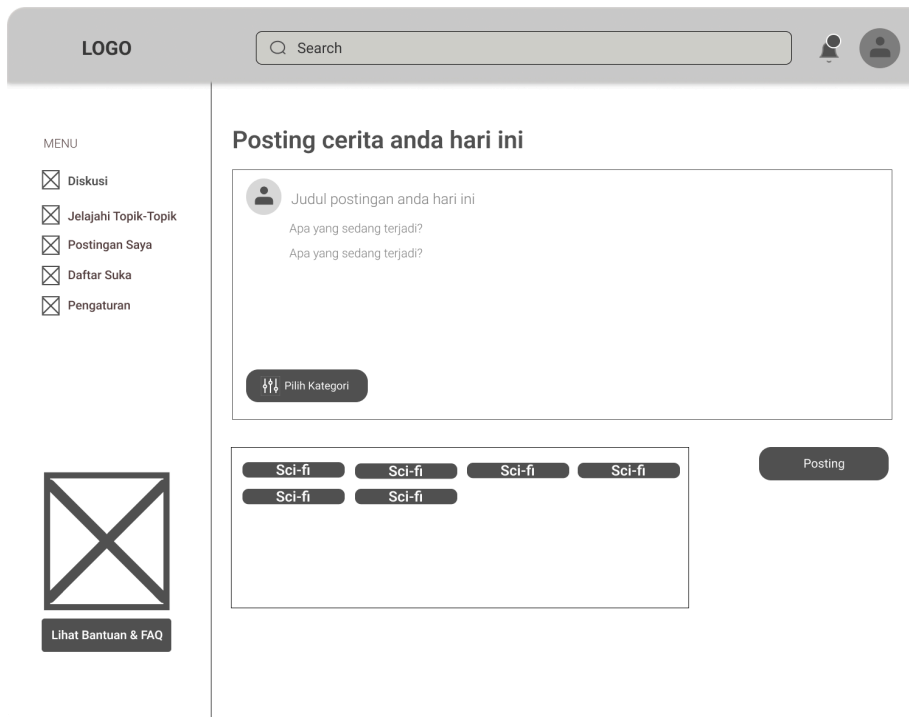 LOGO
Search
MENU
Diskusi
Jelajahi Topik-Topik
Postingan Saya
Daftar Suka
Pengaturan
Lihat Bantuan & FAQ
Posting cerita anda hari ini
Judul postingan anda hari ini
Apa yang sedang terjadi?
Apa yang sedang terjadi?
Pilih Kategori
Sci-fi Sci-fi Sci-fi Sci-fi
Sci-fi Sci-fi
Posting